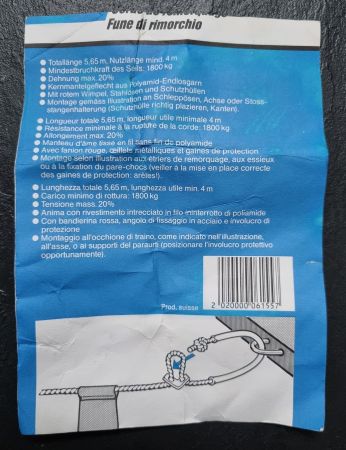 Fune di rimorchio
● Totallänge 5,65 m, Nutzlänge mind. 4 m
● Mindestbruchkraft des Seils: 1800 kg
● Dehnung max. 20%
● Kernmantelgeflecht aus Polyamid-Endlosgarn
● Mit rotem Wimpel, Stahlösen und Schutzhüllen
● Montage gemäss Illustration an Schleppösen, Achse oder Stoss-
stangenhalterung (Schutzhülle richtig plazieren, Kanten).
● Longueur totale 5,65 m, longueur utile minimale 4 m
● Résistance minimale à la rupture de la corde: 1800 kg
● Allongement max. 20%
● Manteau d'âme tissé en fil sans fin de polyamide
● Avec fanion rouge, œillets métalliques et gaines de protection
● Montage selon illustration aux étriers de remorquage, aux essieux
ou à la fixation du pare-chocs (veiller à la mise en place correcte
des gaines de protection: arêtes!).
● Lunghezza totale 5,65 m, lunghezza utile min. 4 m
● Carico minimo di rottura: 1800 kg
● Tensione mass. 20%
● Anima con rivestimento intrecciato in filo ininterrotto di poliamide
● Con bandierina rossa, angolo di fissaggio in acciaio e involucro di
protezione
● Montaggio all'occhione di traino, come indicato nell'illustrazione,
all'asse, o ai supporti del paraurti (posizionare l'involucro protettivo
opportunamente).
2 020000 061557
Prod. suisse